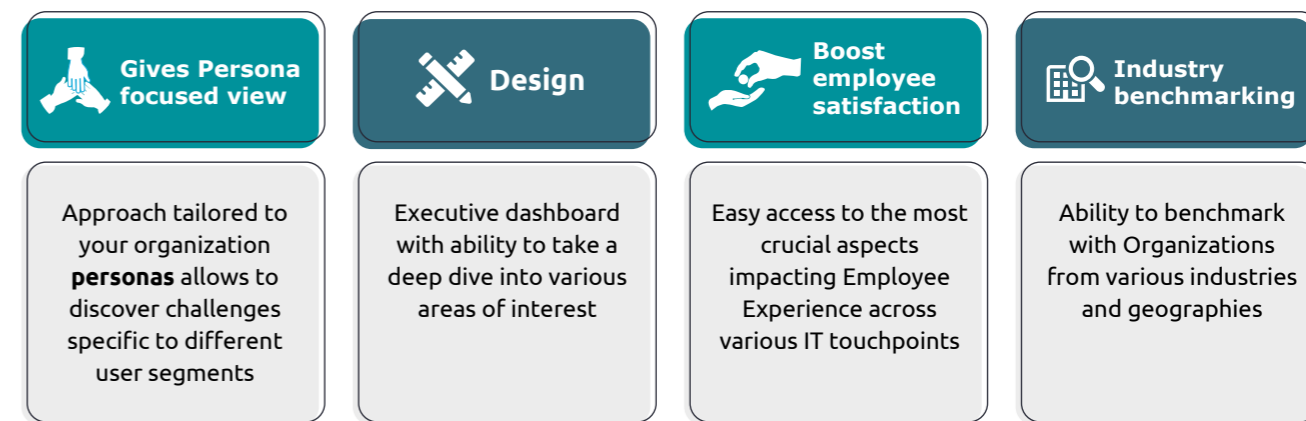 Gives Persona
focused view
Approach tailored to
your organization
personas allows to
discover challenges
specific to different
user segments
Design
Executive dashboard
with ability to take a
deep dive into various
areas of interest
Boost
employee
satisfaction
Easy access to the most
crucial aspects
impacting Employee
Experience across
various IT touchpoints
Industry
benchmarking
Ability to benchmark
with Organizations
from various industries
and geographies